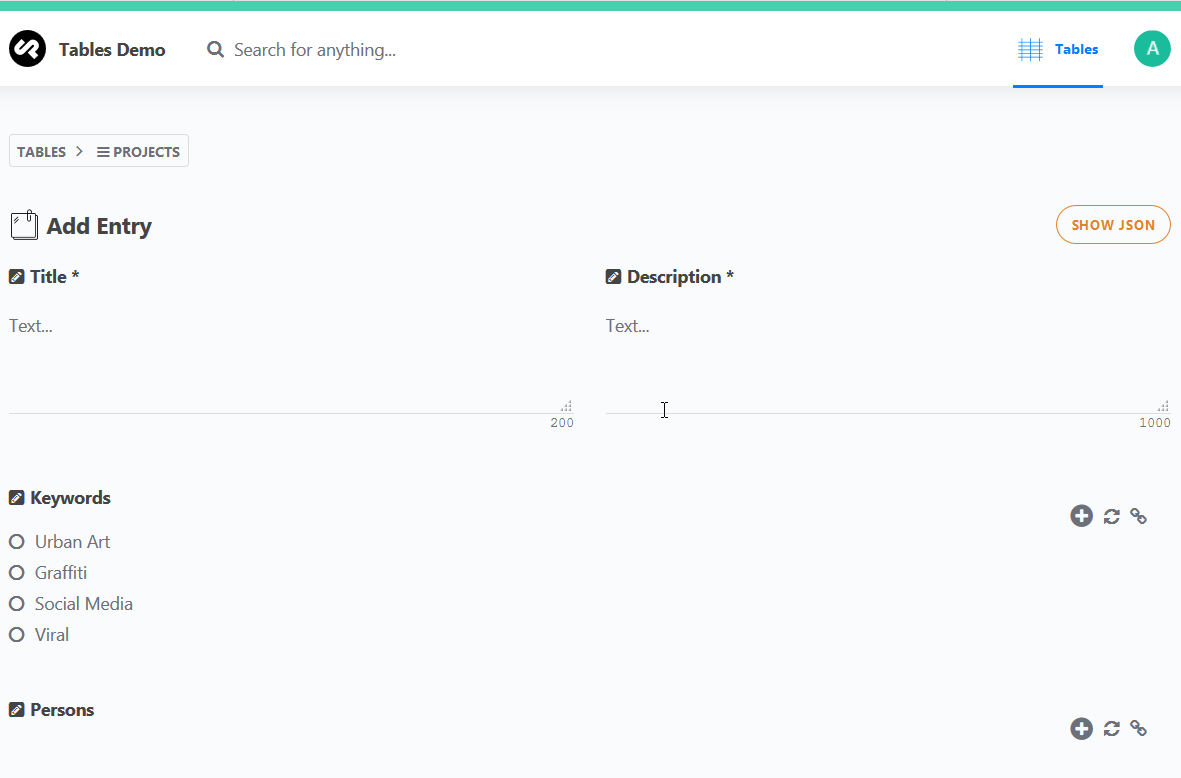 Tables Demo
Search for anything...
Tables
A
TABLES > PROJECTS
Add Entry
SHOW JSON
Title *
Description *
Text...
Text...
200
1000
Keywords
Urban Art
Graffiti
Social Media
Viral
Persons